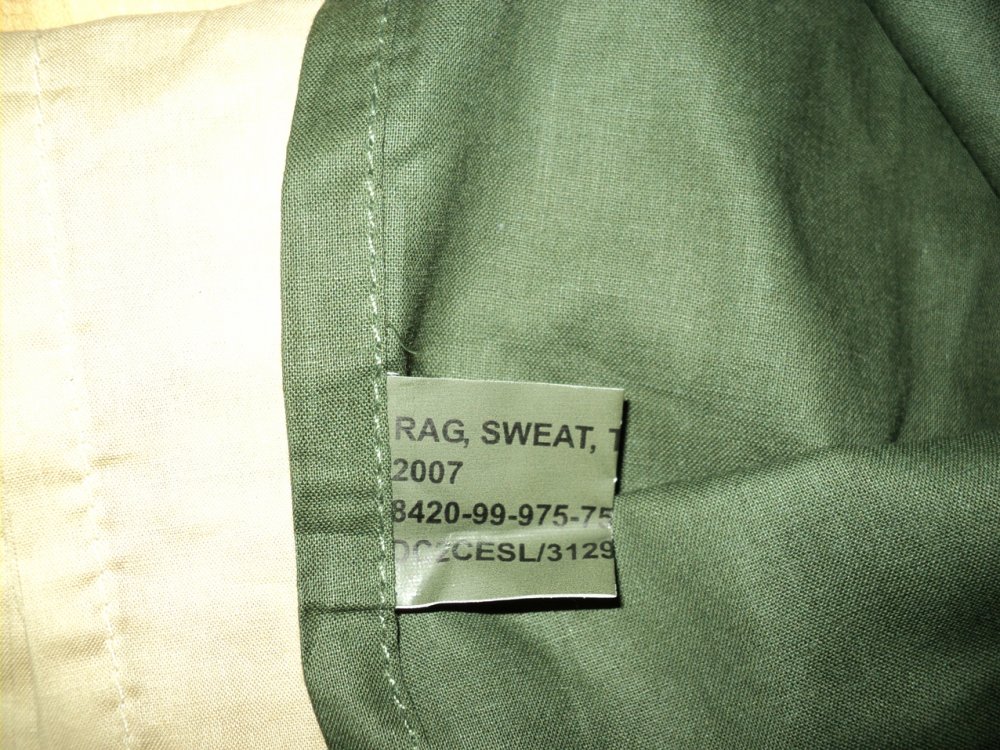 RAG, SWEAT, T
2007
8420-99-975-75
DC2CESL/3129